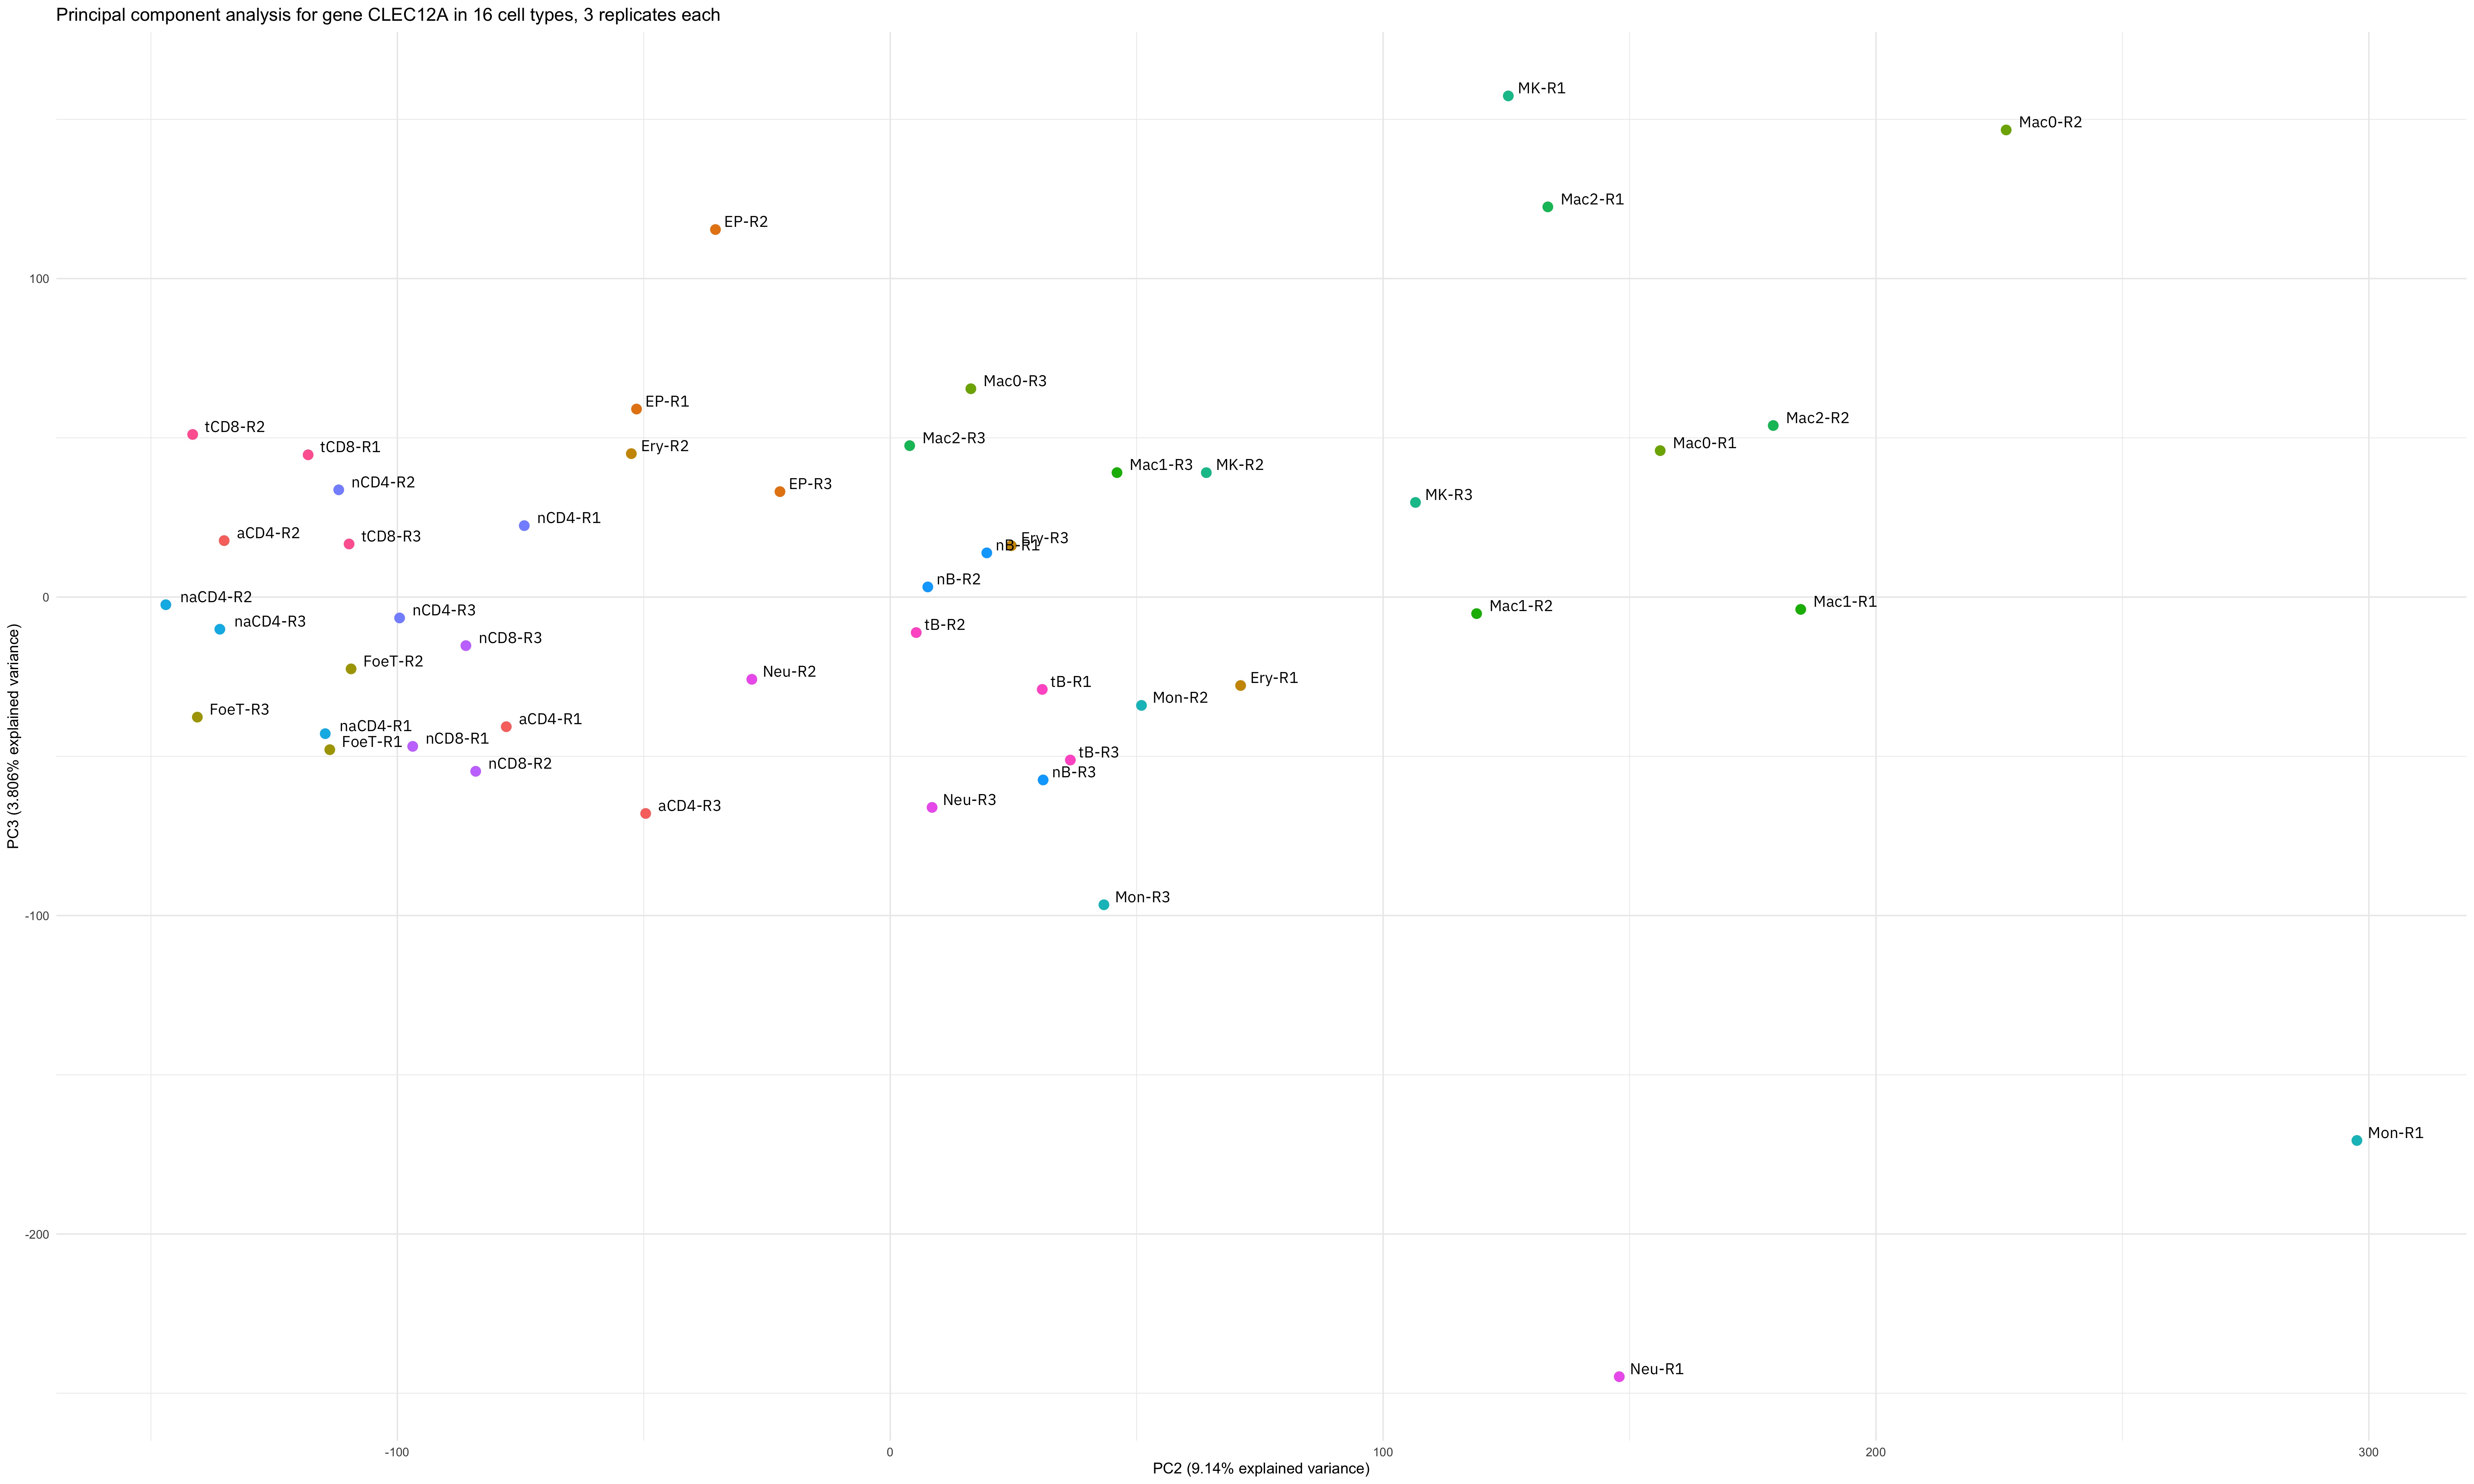 Principal component analysis for gene CLEC12A in 16 cell types, 3 replicates each
MK-R1
Mac0-R2
Mac2-R1
EP-R2
100
Mac0-R3
EP-R1
tCD8-R2
Mac2-R2
tCD8-R1
Ery-R2
Mac2-R3
Mac0-R1
Mac1-R3
MK-R2
nCD4-R2
EP-R3
MK-R3
nCD4-R1
aCD4-R2
tCD8-R3
Ery-R3
nB-R1
nB-R2
0
naCD4-R2
Mac1-R2
Mac1-R1
nCD4-R3
naCD4-R3
tB-R2
nCD8-R3
FoeT-R2
Neu-R2
tB-R1
Ery-R1
Mon-R2
FoeT-R3
aCD4-R1
naCD4-R1
FoeT-R1
nCD8-R1
tB-R3
nCD8-R2
nB-R3
Neu-R3
aCD4-R3
Mon-R3
-100
Mon-R1
-200
Neu-R1
PC3 (3.806% explained variance)
-100
0
100
200
300
PC2 (9.14% explained variance)